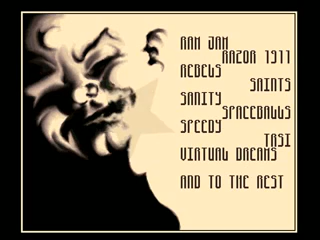 RAM JAM
RAZOR 1911
REBELS
SAINTS
SANITY
SPACEBALLS
SPEEDY
TASI
VIRTUAL DREAMS
AND TO THE REST